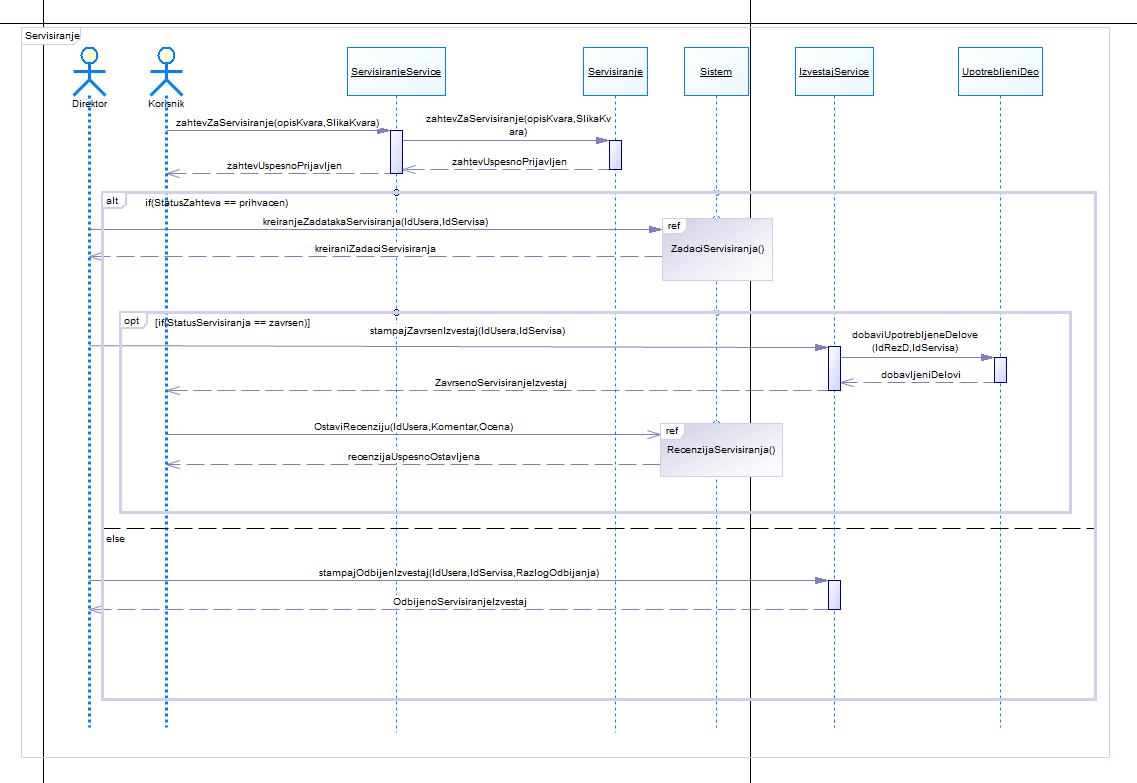 Servisiranje
Direktor
Korisnik
ServisiranjeService
Servisiranje
Sistem
IzvestajService
UpotrebljeniDeo
zahtevZaServisiranje(opisKvara,SlikaKvara)
zahtevZaServisiranje(opisKvara,SlikaKv
ara)
zahtevUspesnoPrijavljen
zahtevUspesnoPrijavljen
alt
if(StatusZahteva == prihvacen)
kreiranjeZadatakaServisiranja(IdUsera,IdServisa)
ref
ZadaciServisiranja()
kreiraniZadaciServisiranja
opt
[if(StatusServisiranja == zavrsen)]
stampajZavrsenIzvestaj(IdUsera,IdServisa)
dobaviUpotrebljeneDelove
(IdRezD,IdServisa)
dobavljeniDelovi
ZavrsenoServisiranjeIzvestaj
OstaviRecenziju(IdUsera,Komentar,Ocena)
ref
RecenzijaServisiranja()
recenzijaUspesnoOstavljena
else
stampajOdbijenIzvestaj(IdUsera,IdServisa,RazlogOdbijanja)
OdbijenoServisiranjeIzvestaj